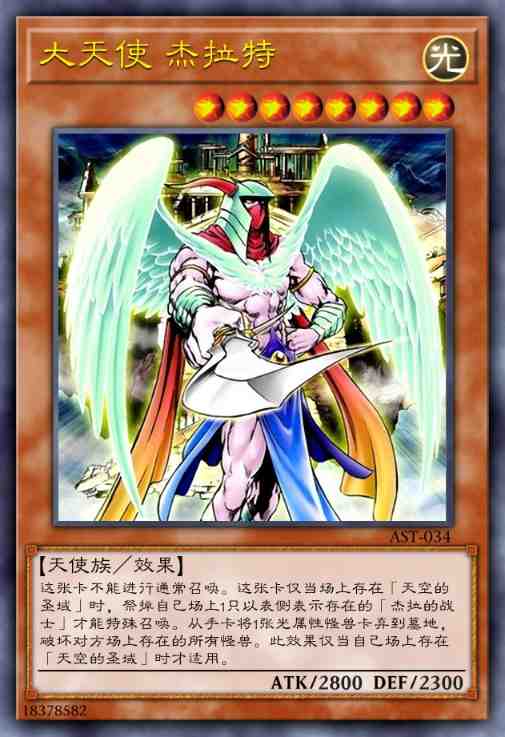 大天使 杰拉特
光
AST-034
【天使族／效果】
这张卡不能进行通常召唤。这张卡仅当场上存在「天空的
圣域」时，祭掉自己场上1只以表侧表示存在的「杰拉的战
士」才能特殊召唤。从手卡将1张光属性怪兽卡弃到墓地，
破坏对方场上存在的所有怪兽。此效果仅当自己场上存在
「天空的圣域」时才适用。
ATK/2800 DEF/2300
18378582